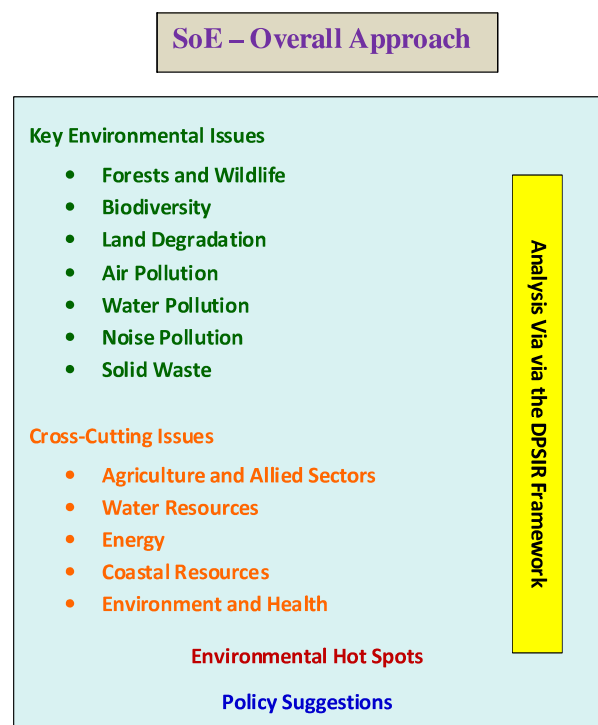 SoE – Overall Approach
Key Environmental Issues
• Forests and Wildlife
• Biodiversity
• Land Degradation
• Air Pollution
• Water Pollution
• Noise Pollution
• Solid Waste
Cross-Cutting Issues
• Agriculture and Allied Sectors
• Water Resources
• Energy
• Coastal Resources
• Environment and Health
Environmental Hot Spots
Policy Suggestions
Analysis Via via the DPSIR Framework